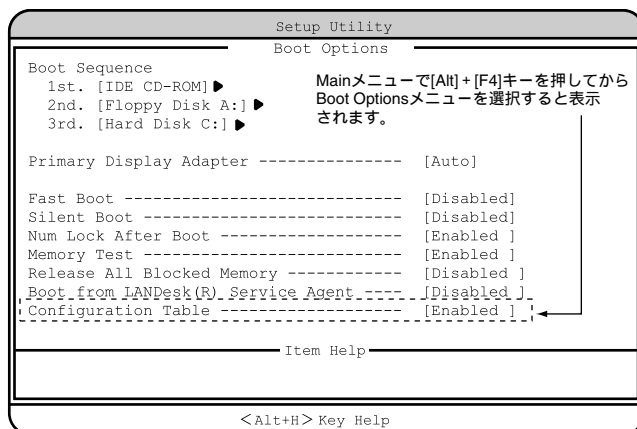 Setup Utility
Boot Options
Boot Sequence
1st. [IDE CD-ROM]▶
2nd. [Floppy Disk A:]▶
3rd. [Hard Disk C:]▶
Mainメニューで[Alt]+[F4]キーを押してから
Boot Optionsメニューを選択すると表示
されます。
Primary Display Adapter --------------- [Auto]
Fast Boot ----------------------------- [Disabled]
Silent Boot --------------------------- [Disabled]
Num Lock After Boot ------------------- [Enabled ]
Memory Test --------------------------- [Enabled ]
Release All Blocked Memory ------------ [Disabled ]
Boot from LANDesk(R) Service Agent ---- [Disabled ]
Configuration Table ------------------- [Enabled ]
Item Help
<Alt+H> Key Help